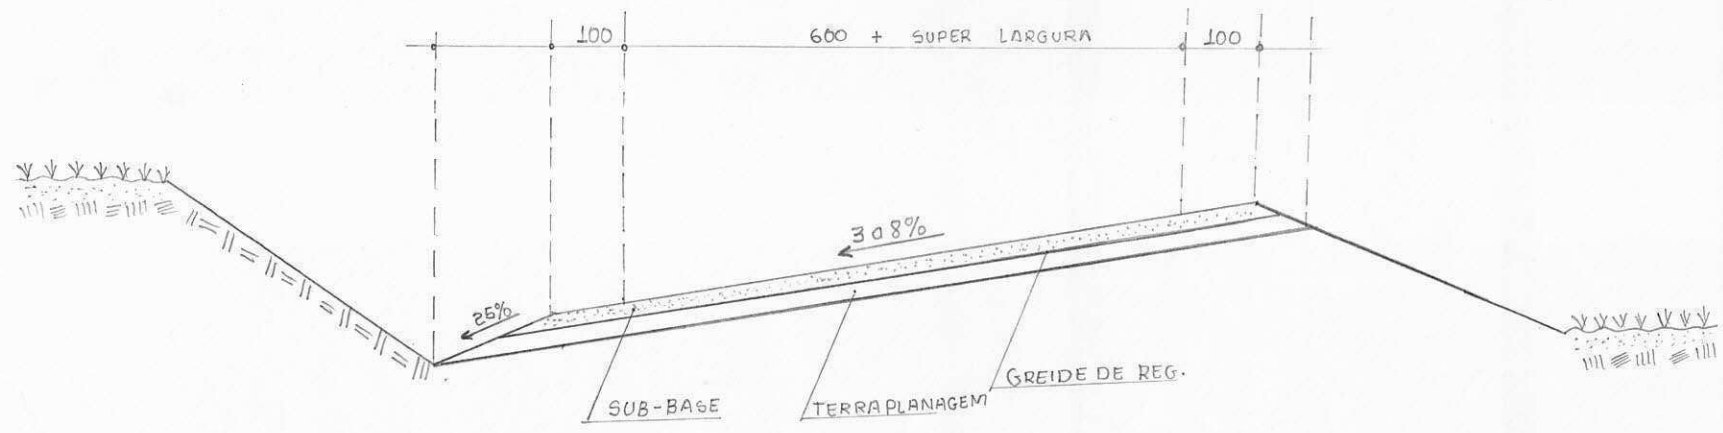 100
600 + SUPER LARGURA
100
3 a 8%
25%
GREIDE DE REG.
SUB-BASE
TERRAPLANAGEM